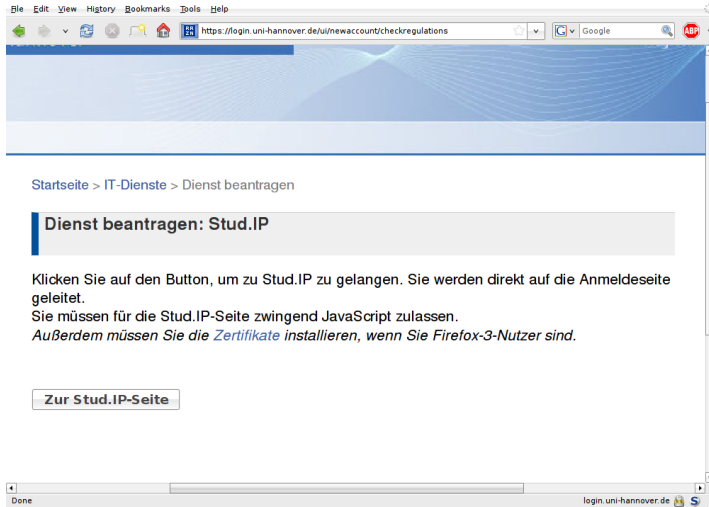 File Edit View History Bookmarks Tools Help
https://login.uni-hannover.de/ui/newaccount/checkregulations
G Google
ABP
Startseite > IT-Dienste > Dienst beantragen
Dienst beantragen: Stud.IP
Klicken Sie auf den Button, um zu Stud.IP zu gelangen. Sie werden direkt auf die Anmeldeseite
geleitet.
Sie müssen für die Stud.IP-Seite zwingend JavaScript zulassen.
Außerdem müssen Sie die Zertifikate installieren, wenn Sie Firefox-3-Nutzer sind.
Zur Stud.IP-Seite
Done
login.uni-hannover.de
S